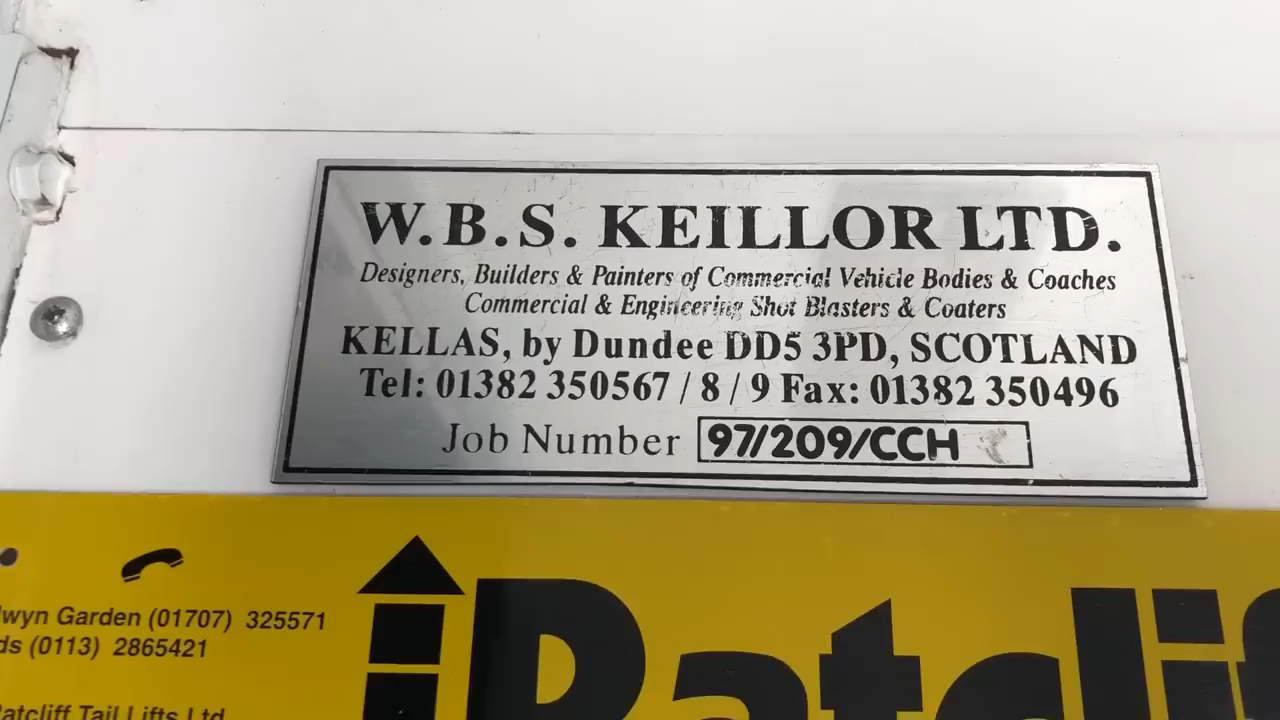 W.B.S. KEILLOR LTD.
Designers, Builders & Painters of Commercial Vehicle Bodies & Coaches
Commercial & Engineering Shot Blasters & Coaters
KELLAS, by Dundee DD5 3PD, SCOTLAND
Tel: 01382 350567 / 8 / 9 Fax: 01382 350496
Job Number 97/209/CCH
lwyn Garden (01707) 325571
ds (0113) 2865421
Ratcliff Tail Lifts Ltd
Ratclif